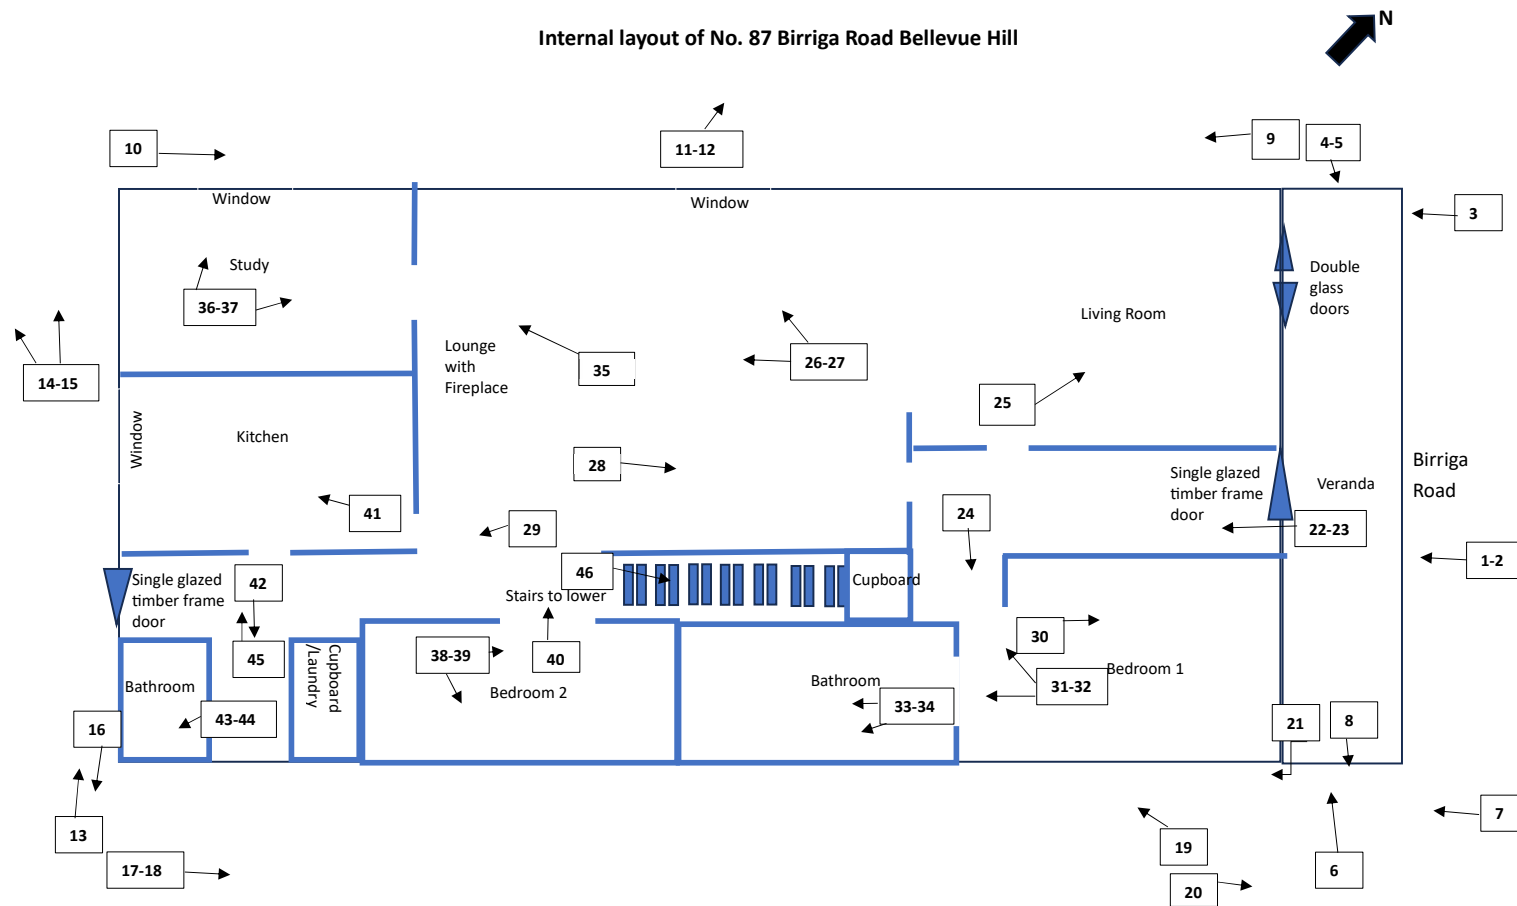 Internal layout of No. 87 Birriga Road Bellevue Hill
N
10
11-12
9
4-5
3
Window
Window
Study
36-37
Double
glass
doors
Living Room
14-15
Lounge
with
Fireplace
35
26-27
25
Window
Kitchen
28
Birriga
Road
Single glazed
timber frame
door
Veranda
41
29
24
22-23
1-2
46
Cupboard
Single glazed
timber frame
door
42
Stairs to lower
45
Cupboard
/Laundry
38-39
40
30
Bathroom
Bedroom 2
Bathroom
31-32
Bedroom 1
43-44
33-34
16
21
8
13
7
17-18
19
6
20